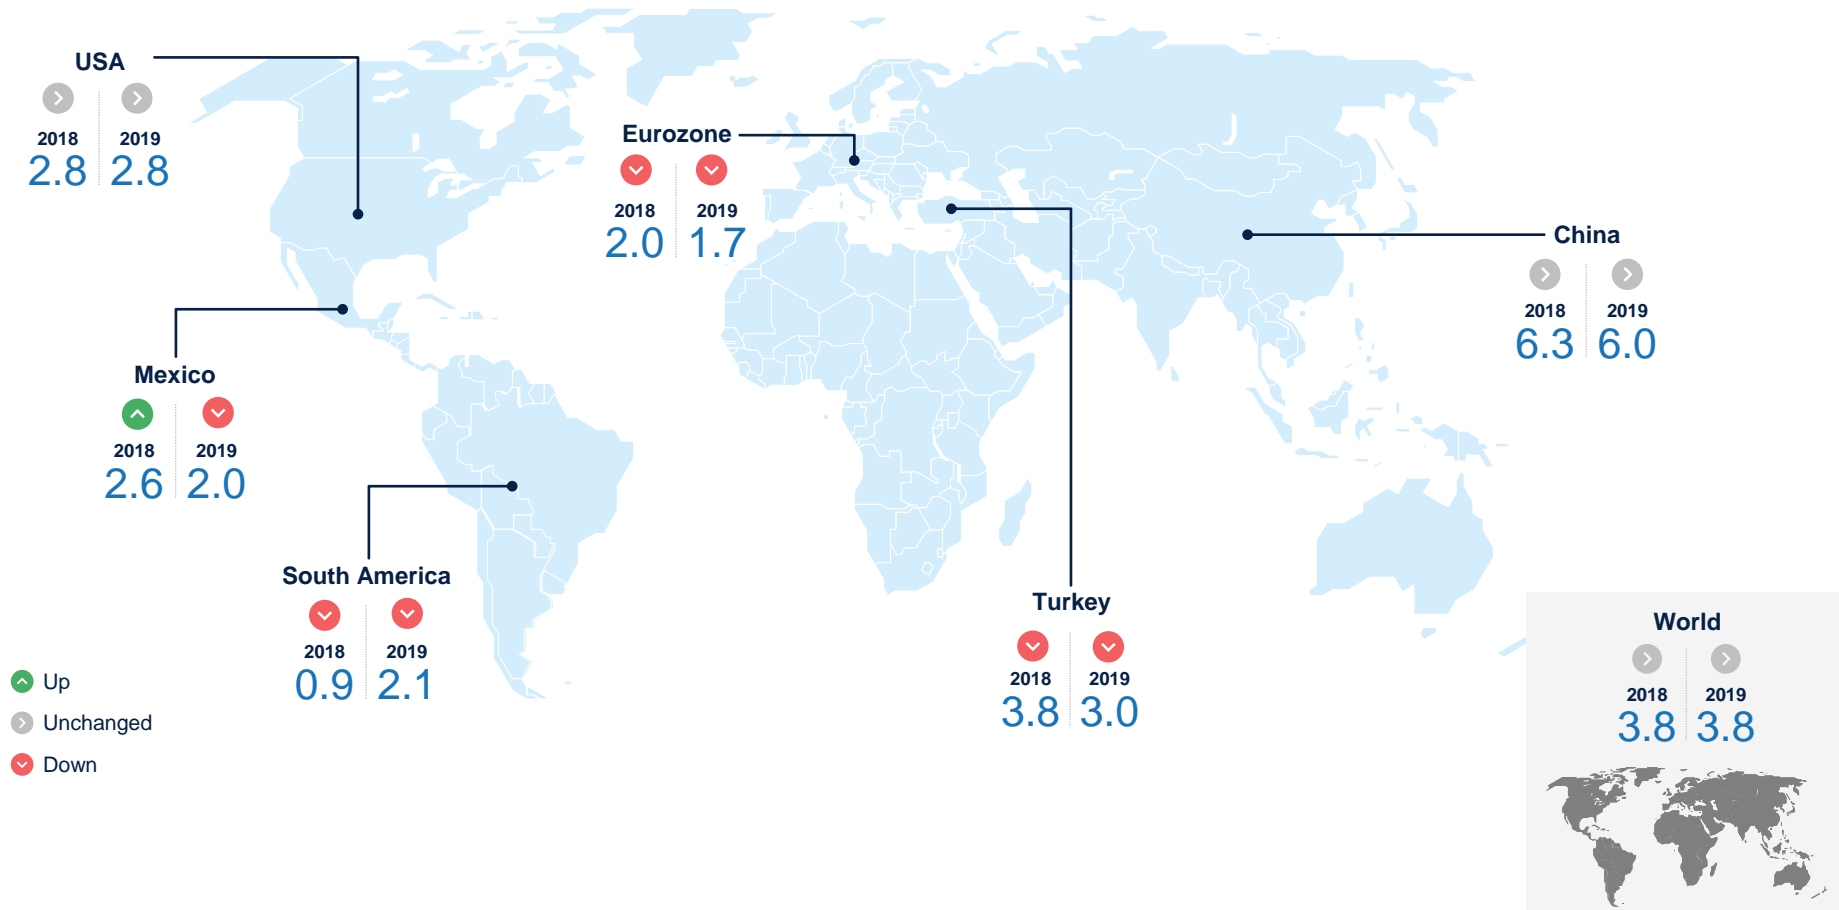 USA
2018 2019
2.8 2.8
Eurozone
2018 2019
2.0 1.7
China
2018 2019
6.3 6.0
Mexico
2018 2019
2.6 2.0
South America
2018 2019
0.9 2.1
Turkey
2018 2019
3.8 3.0
World
2018 2019
3.8 3.8
Up
Unchanged
Down